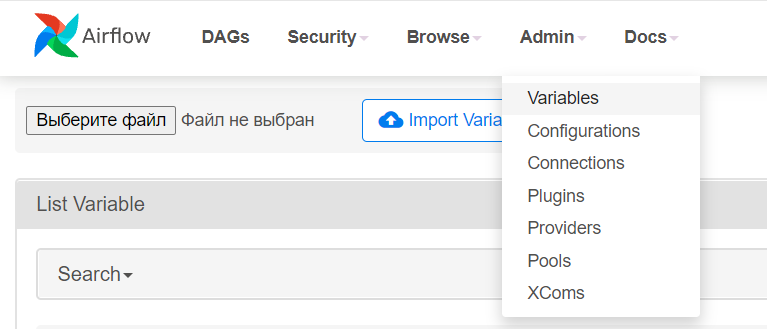 Airflow DAGs Security Browse Admin Docs
Variables
Выберите файл Файл не выбран Import Varia
Configurations
Connections
Plugins
List Variable
Providers
Pools
Search
XComs